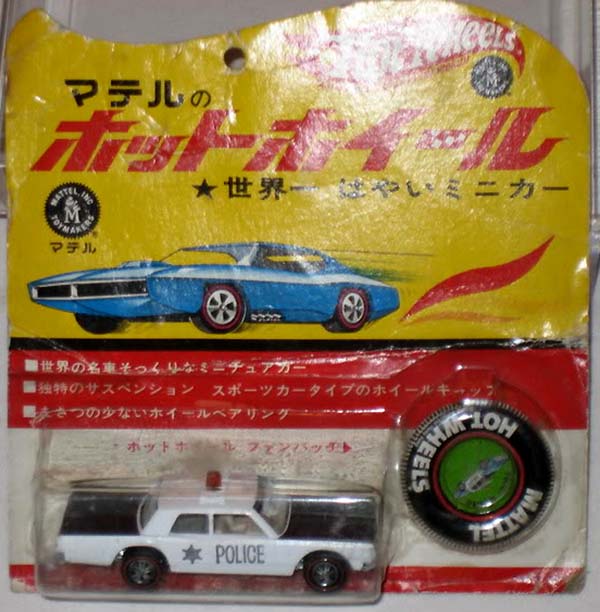 Hot Wheels
マテルの
ホットホイール
★世界一 はやいミニカー
MATTEL, INC.
M
TOYMAKERS
マテル
■世界の名車そっくりなミニチュアカー
■独特のサスペンション スポーツカータイプのホイールキャップ
■まさつの少ないホイールベアリング
ホットホイール ファンバッチ▶
HOT WHEELS
MATTEL
POLICE